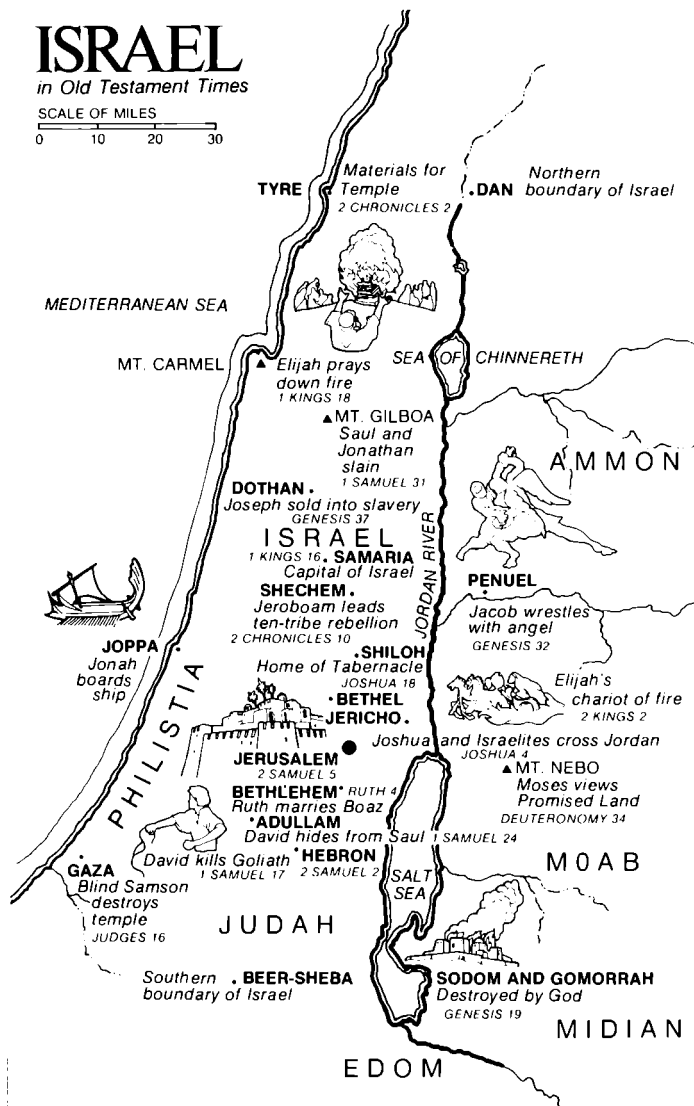 ISRAEL
in Old Testament Times
SCALE OF MILES
0 10 20 30
TYRE
Materials for
Temple
2 CHRONICLES 2
DAN
Northern
boundary of Israel
MEDITERRANEAN SEA
MT. CARMEL
Elijah prays
down fire
1 KINGS 18
SEA OF CHINNERETH
MT. GILBOA
Saul and
Jonathan
slain
1 SAMUEL 31
AMMON
DOTHAN
Joseph sold into slavery
GENESIS 37
ISRAEL
1 KINGS 16 SAMARIA
Capital of Israel
JORDAN RIVER
SHECHEM
Jeroboam leads
ten-tribe rebellion
2 CHRONICLES 10
PENUEL
Jacob wrestles
with angel
GENESIS 32
JOPPA
Jonah
boards
ship
SHILOH
Home of Tabernacle
JOSHUA 18
BETHEL
JERICHO
Elijah's
chariot of fire
2 KINGS 2
PHILISTIA
Joshua and Israelites cross Jordan
JOSHUA 4
JERUSALEM
2 SAMUEL 5
MT. NEBO
Moses views
Promised Land
DEUTERONOMY 34
BETHLEHEM RUTH 4
Ruth marries Boaz
ADULLAM
David hides from Saul 1 SAMUEL 24
David kills Goliath
1 SAMUEL 17
HEBRON
2 SAMUEL 2
SALT
SEA
MOAB
GAZA
Blind Samson
destroys
temple
JUDGES 16
JUDAH
Southern
boundary of Israel
BEER-SHEBA
SODOM AND GOMORRAH
Destroyed by God
GENESIS 19
MIDIAN
EDOM